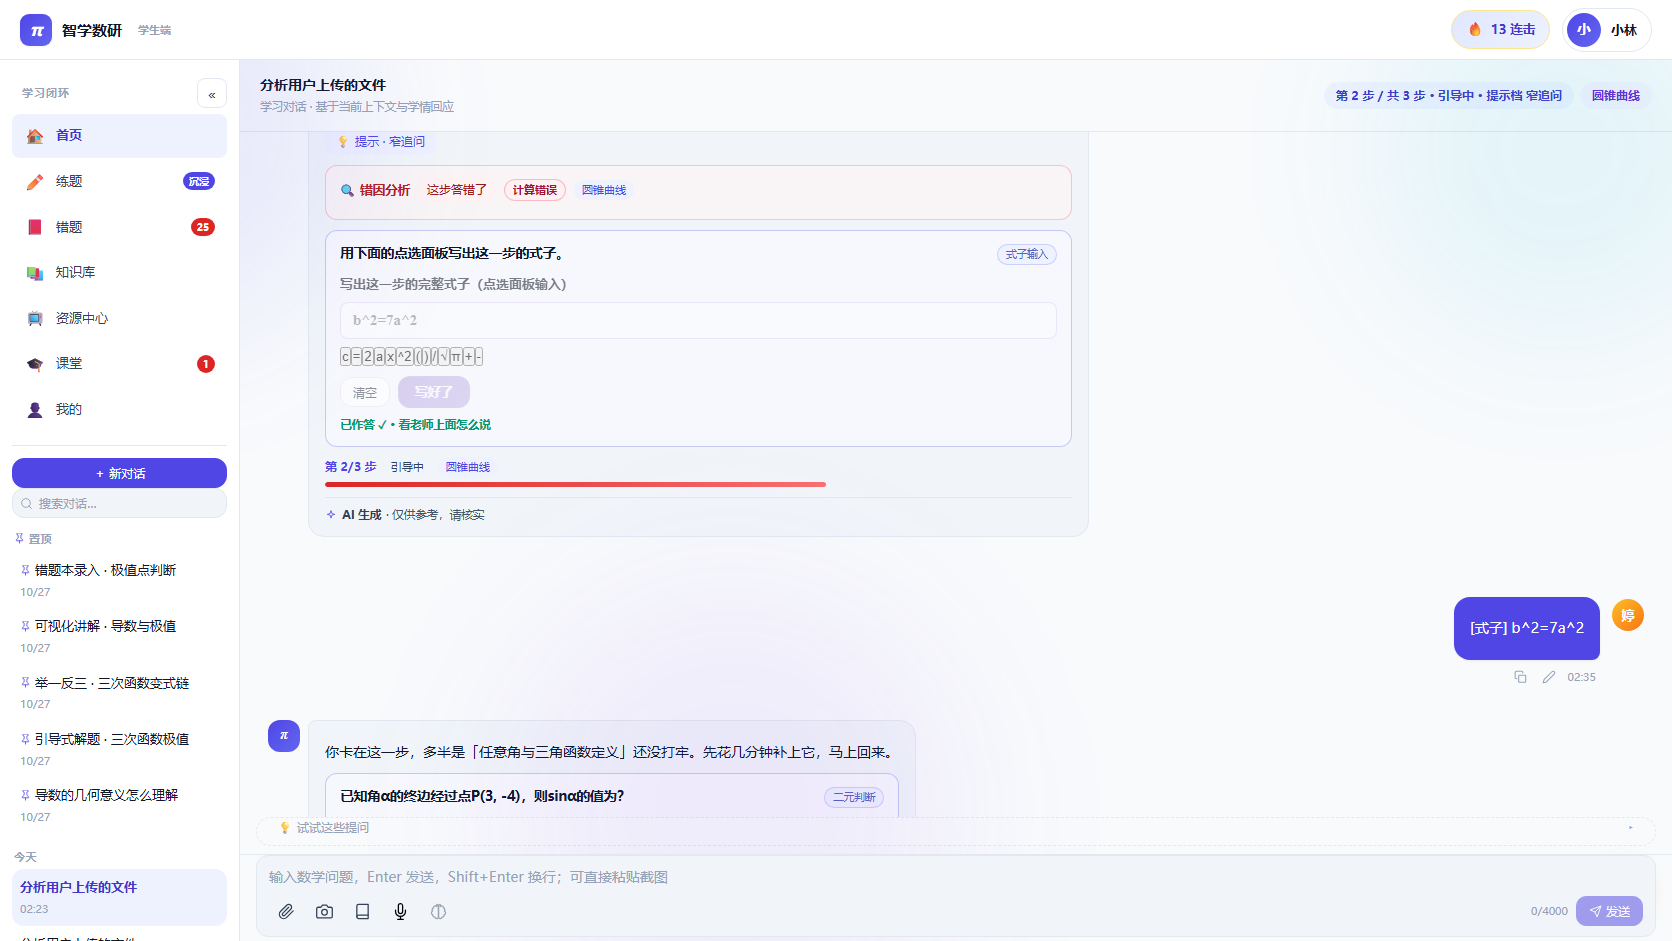 π 智学数研 学生端
13 连击
小 小林
学习闭环
«
首页
练题 沉浸
错题 25
知识库
资源中心
课堂 1
我的
+ 新对话
搜索对话...
置顶
错题本录入 · 极值点判断
10/27
可视化讲解 · 导数与极值
10/27
举一反三 · 三次函数变式链
10/27
引导式解题 · 三次函数极值
10/27
导数的几何意义怎么理解
10/27
今天
分析用户上传的文件
02:23
分析用户上传的文件
分析用户上传的文件
学习对话 · 基于当前上下文与学情回应
第 2 步 / 共 3 步 • 引导中 • 提示档 窄追问
圆锥曲线
提示 · 窄追问
错因分析 这步答错了 计算错误 圆锥曲线
用下面的点选面板写出这一步的式子。
式子输入
写出这一步的完整式子（点选面板输入）
b^2=7a^2
c = 2 a x ^2 ( ) / √ π + -
清空 写好了
已作答 ✓ • 看老师上面怎么说
第 2/3 步 引导中 圆锥曲线
AI 生成 · 仅供参考，请核实
[式子] b^2=7a^2
婷
02:35
π
你卡在这一步，多半是「任意角与三角函数定义」还没打牢。先花几分钟补上它，马上回来。
已知角α的终边经过点P(3, -4)，则sinα的值为？
二元判断
试试这些提问
输入数学问题，Enter 发送，Shift+Enter 换行；可直接粘贴截图
0/4000
发送